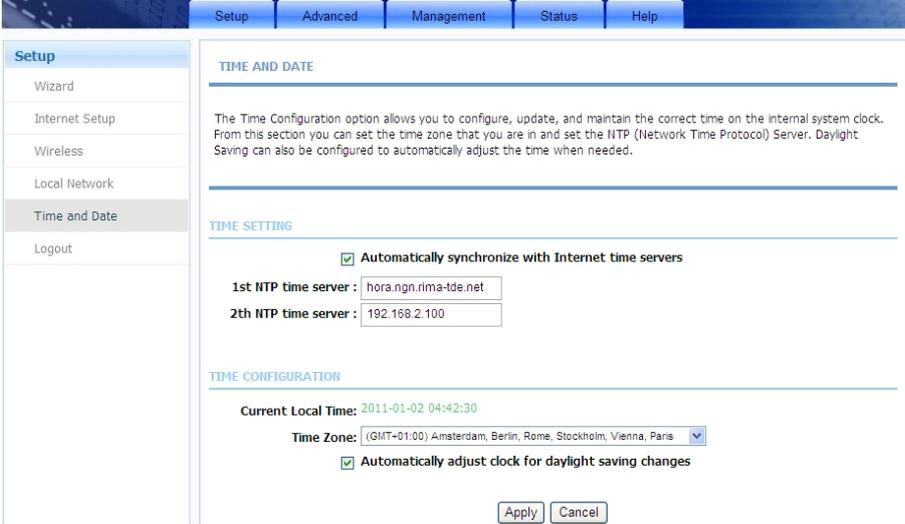 Setup
Advanced
Management
Status
Help
Setup
Wizard
Internet Setup
Wireless
Local Network
Time and Date
Logout
TIME AND DATE
The Time Configuration option allows you to configure, update, and maintain the correct time on the internal system clock.
From this section you can set the time zone that you are in and set the NTP (Network Time Protocol) Server. Daylight
Saving can also be configured to automatically adjust the time when needed.
TIME SETTING
Automatically synchronize with Internet time servers
1st NTP time server : hora.ngn.rima-tde.net
2th NTP time server : 192.168.2.100
TIME CONFIGURATION
Current Local Time: 2011-01-02 04:42:30
Time Zone: (GMT+01:00) Amsterdam, Berlin, Rome, Stockholm, Vienna, Paris
Automatically adjust clock for daylight saving changes
Apply Cancel